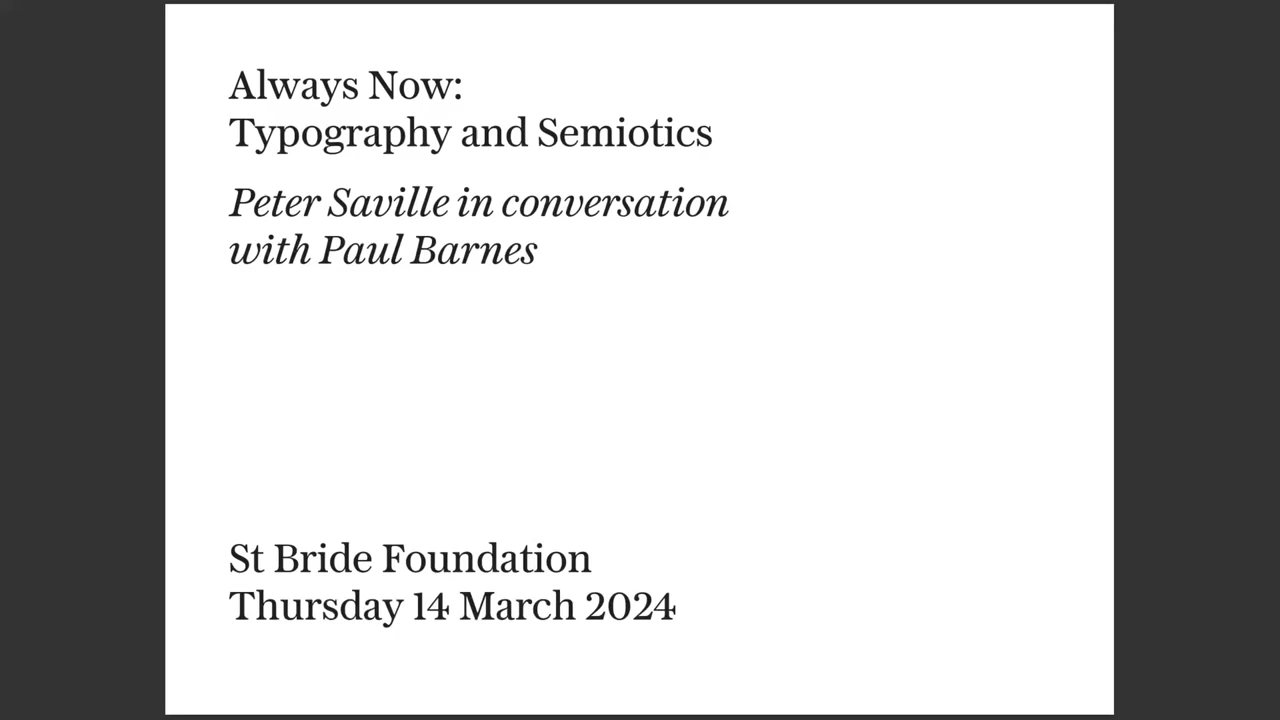 Always Now:
Typography and Semiotics
Peter Saville in conversation
with Paul Barnes
St Bride Foundation
Thursday 14 March 2024